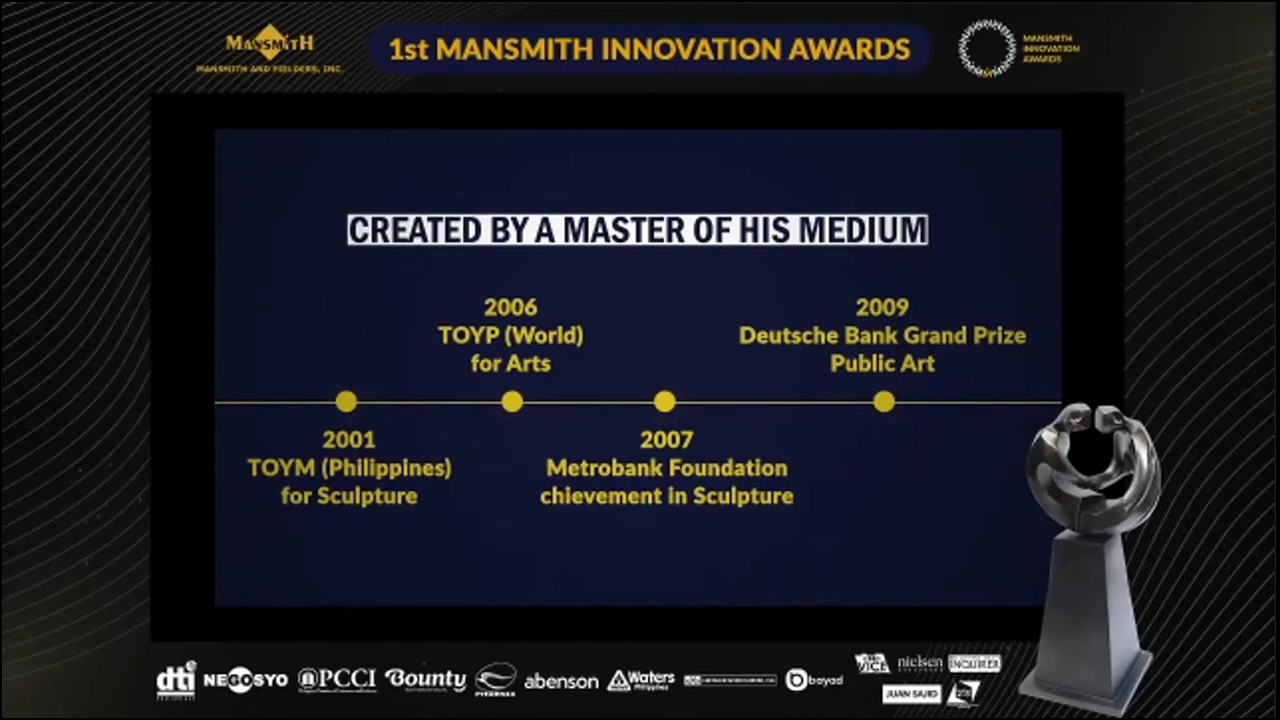 MANSMITH
MANSMITH AND FIELDERS, INC.
1st MANSMITH INNOVATION AWARDS
MANSMITH
INNOVATION
AWARDS
CREATED BY A MASTER OF HIS MEDIUM
2006
TOYP (World)
for Arts
2009
Deutsche Bank Grand Prize
Public Art
2001
TOYM (Philippines)
for Sculpture
2007
Metrobank Foundation
chievement in Sculpture
dti
NEGOSYO
PCCI
Bounty
abenson
Waters
Philippines
bayad
VICE
nielsen
INQUIRER
JUAN SAJID